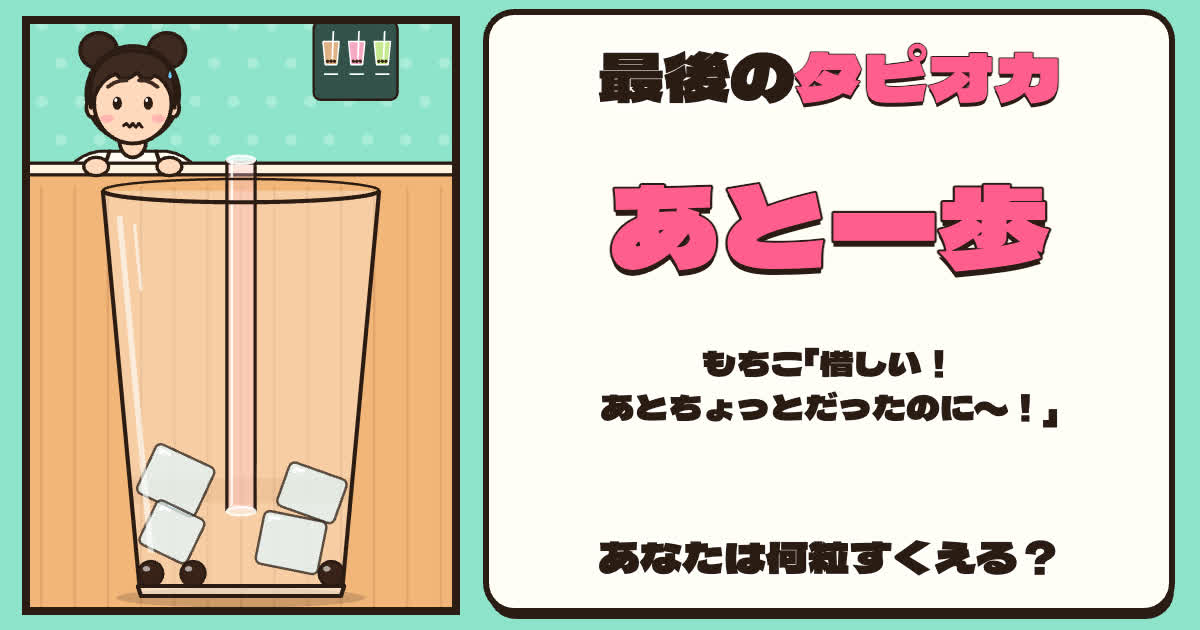 最後のタピオカ
あと一歩
もちこ「惜しい！
あとちょっとだったのに〜！」
あなたは何粒すくえる？